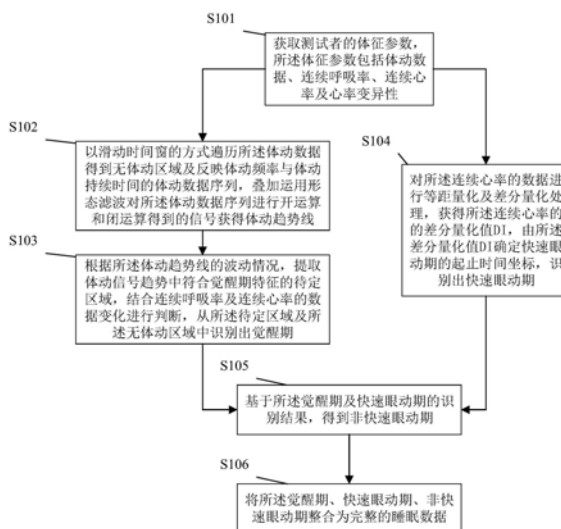 S101
获取测试者的体征参数，
所述体征参数包括体动数
据、连续呼吸率、连续心
率及心率变异性
S102
以滑动时间窗的方式遍历所述体动数据
得到无体动区域及反映体动频率与体动
持续时间的体动数据序列，叠加运用形
态滤波对所述体动数据序列进行开运算
和闭运算得到的信号获得体动趋势线
S103
根据所述体动趋势线的波动情况，提取
体动信号趋势中符合觉醒期特征的待定
区域，结合连续呼吸率及连续心率的数
据变化进行判断，从所述待定区域及所
述无体动区域中识别出觉醒期
S104
对所述连续心率的数据进
行等距量化及差分量化处
理，获得所述连续心率的
的差分量化值DI，由所述
差分量化值DI确定快速眼
动期的起止时间坐标，识
别出快速眼动期
S105
基于所述觉醒期及快速眼动期的识
别结果，得到非快速眼动期
S106
将所述觉醒期、快速眼动期、非快
速眼动期整合为完整的睡眠数据